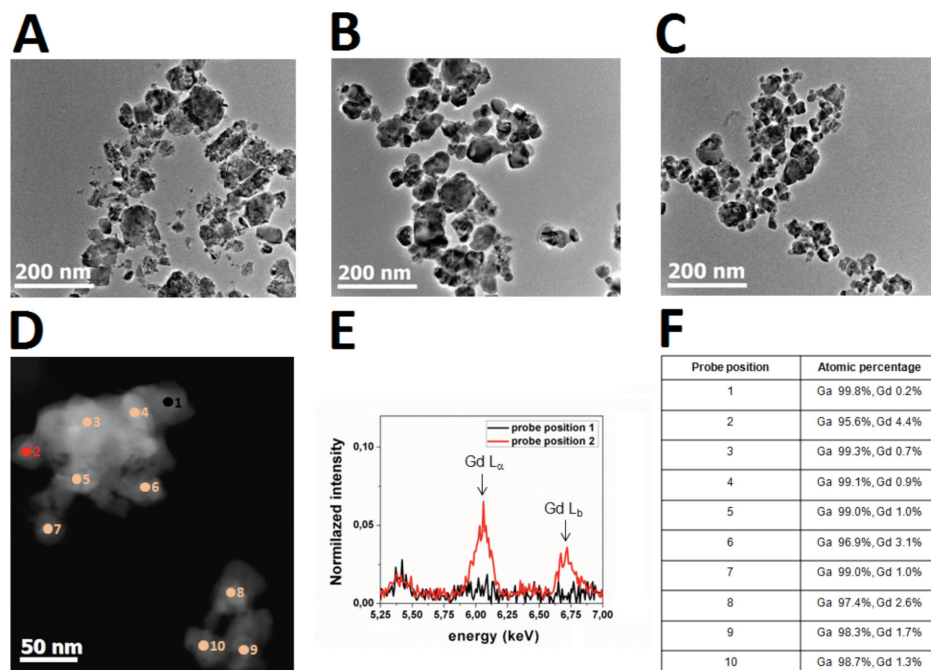 A
B
C
200 nm
200 nm
200 nm
D
E
F
1
2
3
4
5
6
7
8
9
10
50 nm
Normilazed intensity
0,10
0,05
0,00
probe position 1
probe position 2
Gd Lα
Gd Lb
5,25 5,50 5,75 6,00 6,25 6,50 6,75 7,00
energy (keV)
Probe position Atomic percentage
1 Ga 99.8%, Gd 0.2%
2 Ga 95.6%, Gd 4.4%
3 Ga 99.3%, Gd 0.7%
4 Ga 99.1%, Gd 0.9%
5 Ga 99.0%, Gd 1.0%
6 Ga 96.9%, Gd 3.1%
7 Ga 99.0%, Gd 1.0%
8 Ga 97.4%, Gd 2.6%
9 Ga 98.3%, Gd 1.7%
10 Ga 98.7%, Gd 1.3%